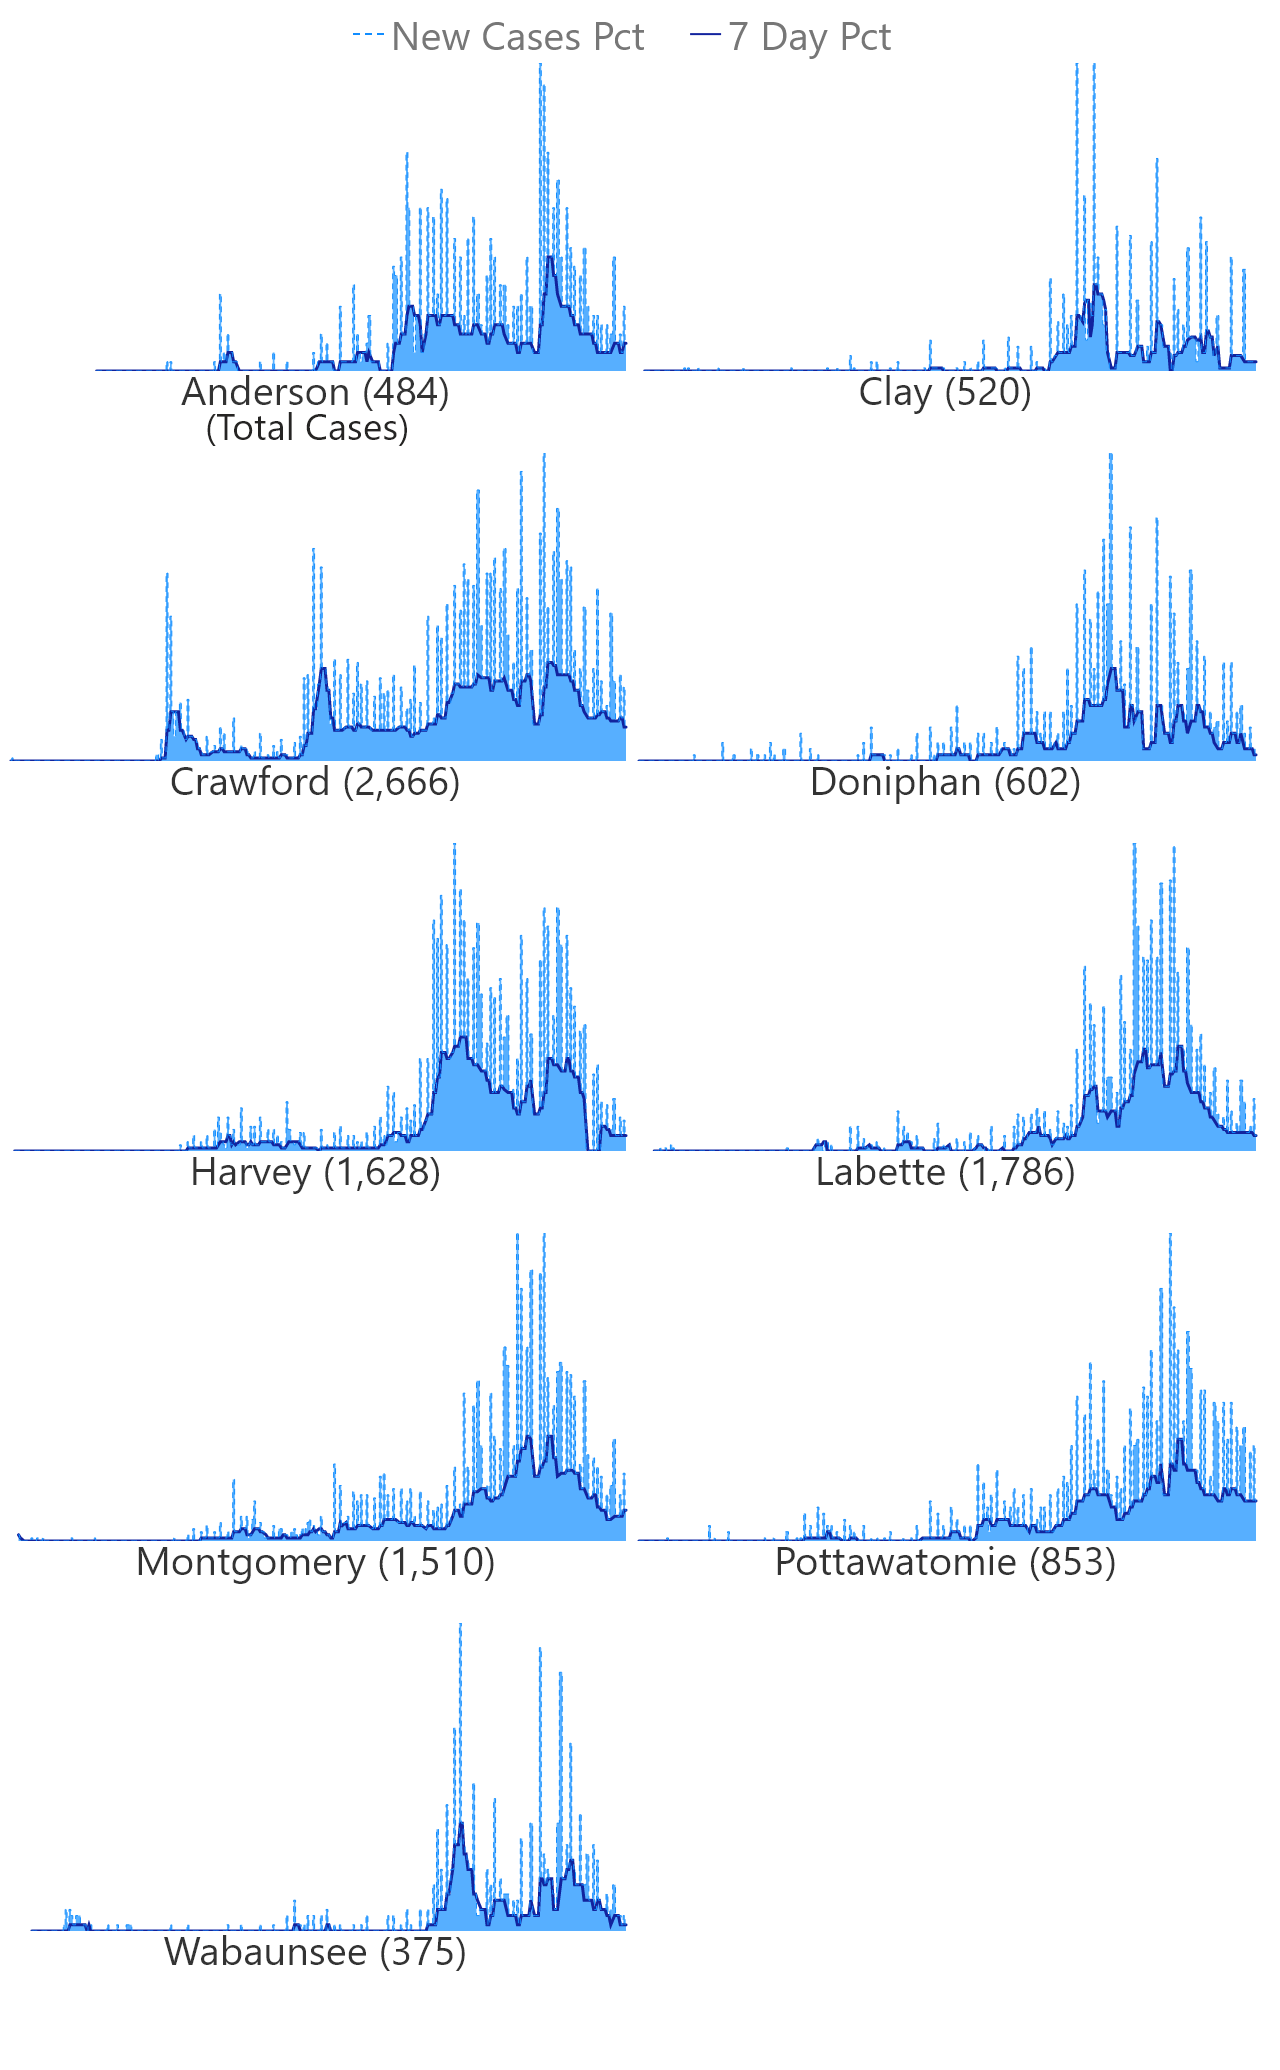 New Cases Pct 7 Day Pct
Anderson (484) Clay (520)
(Total Cases)
Crawford (2,666) Doniphan (602)
Harvey (1,628) Labette (1,786)
Montgomery (1,510) Pottawatomie (853)
Wabaunsee (375)